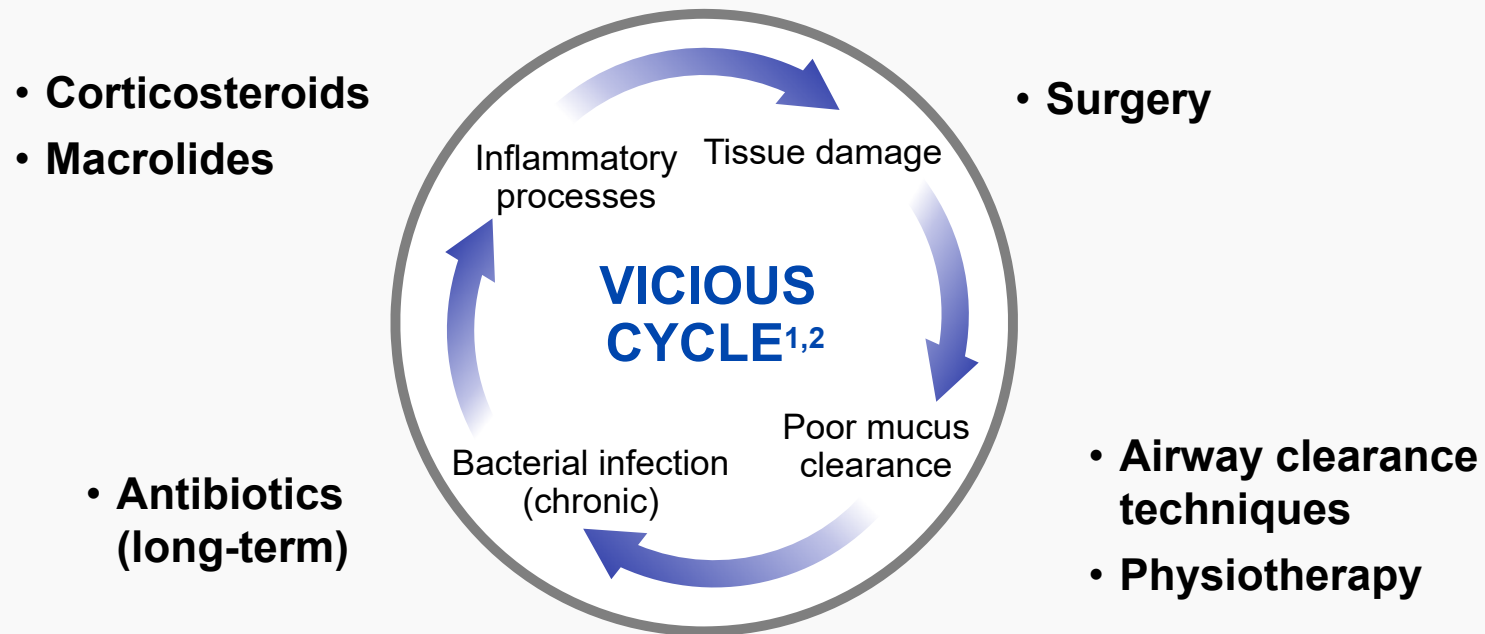 • Corticosteroids
• Macrolides
• Surgery
Inflammatory
processes
Tissue damage
VICIOUS
CYCLE1,2
Poor mucus
clearance
Bacterial infection
(chronic)
• Antibiotics
(long-term)
• Airway clearance
techniques
• Physiotherapy